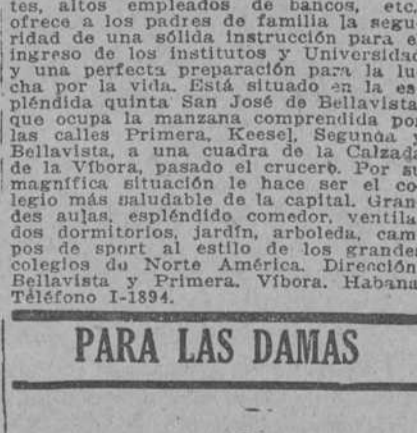 tes, altos empleados de bancos, etc.
ofrece a los padres de familia la segu
ridad de una sólida instrucción para e
ingreso de los institutos y Universidad
y una perfecta preparación para la lu
cha por la vida. Está situado en la es
pléndida quinta San José de Bellavista
que ocupa la manzana comprendida por
las calles Primera, Keesel, Segunda y
Bellavista, a una cuadra de la Calzada
de la Víbora, pasado el crucero. Por su
magnífica situación le hace ser el co
legio más saludable de la capital. Gran
des aulas, espléndido comedor, ventila
dos dormitorios, jardín, arboleda, cam
pos de sport al estilo de los grandes
colegios du Norte América. Dirección,
Bellavista y Primera. Víbora. Habana
Téléfono I-1894.
PARA LAS DAMAS